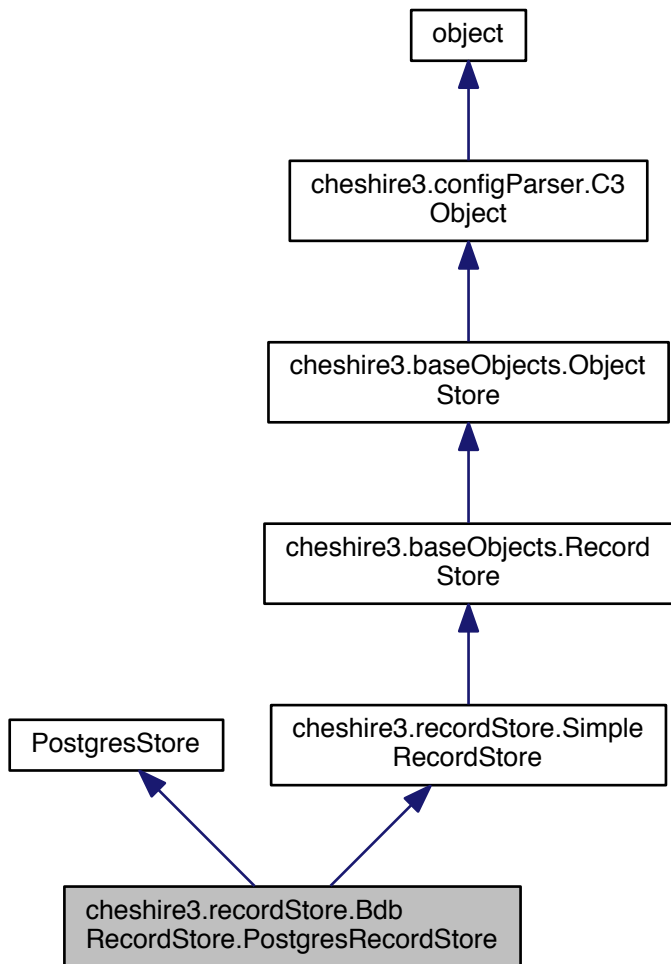 object
cheshire3.configParser.C3
Object
cheshire3.baseObjects.Object
Store
cheshire3.baseObjects.Record
Store
PostgresStore
cheshire3.recordStore.Simple
RecordStore
cheshire3.recordStore.Bdb
RecordStore.PostgresRecordStore